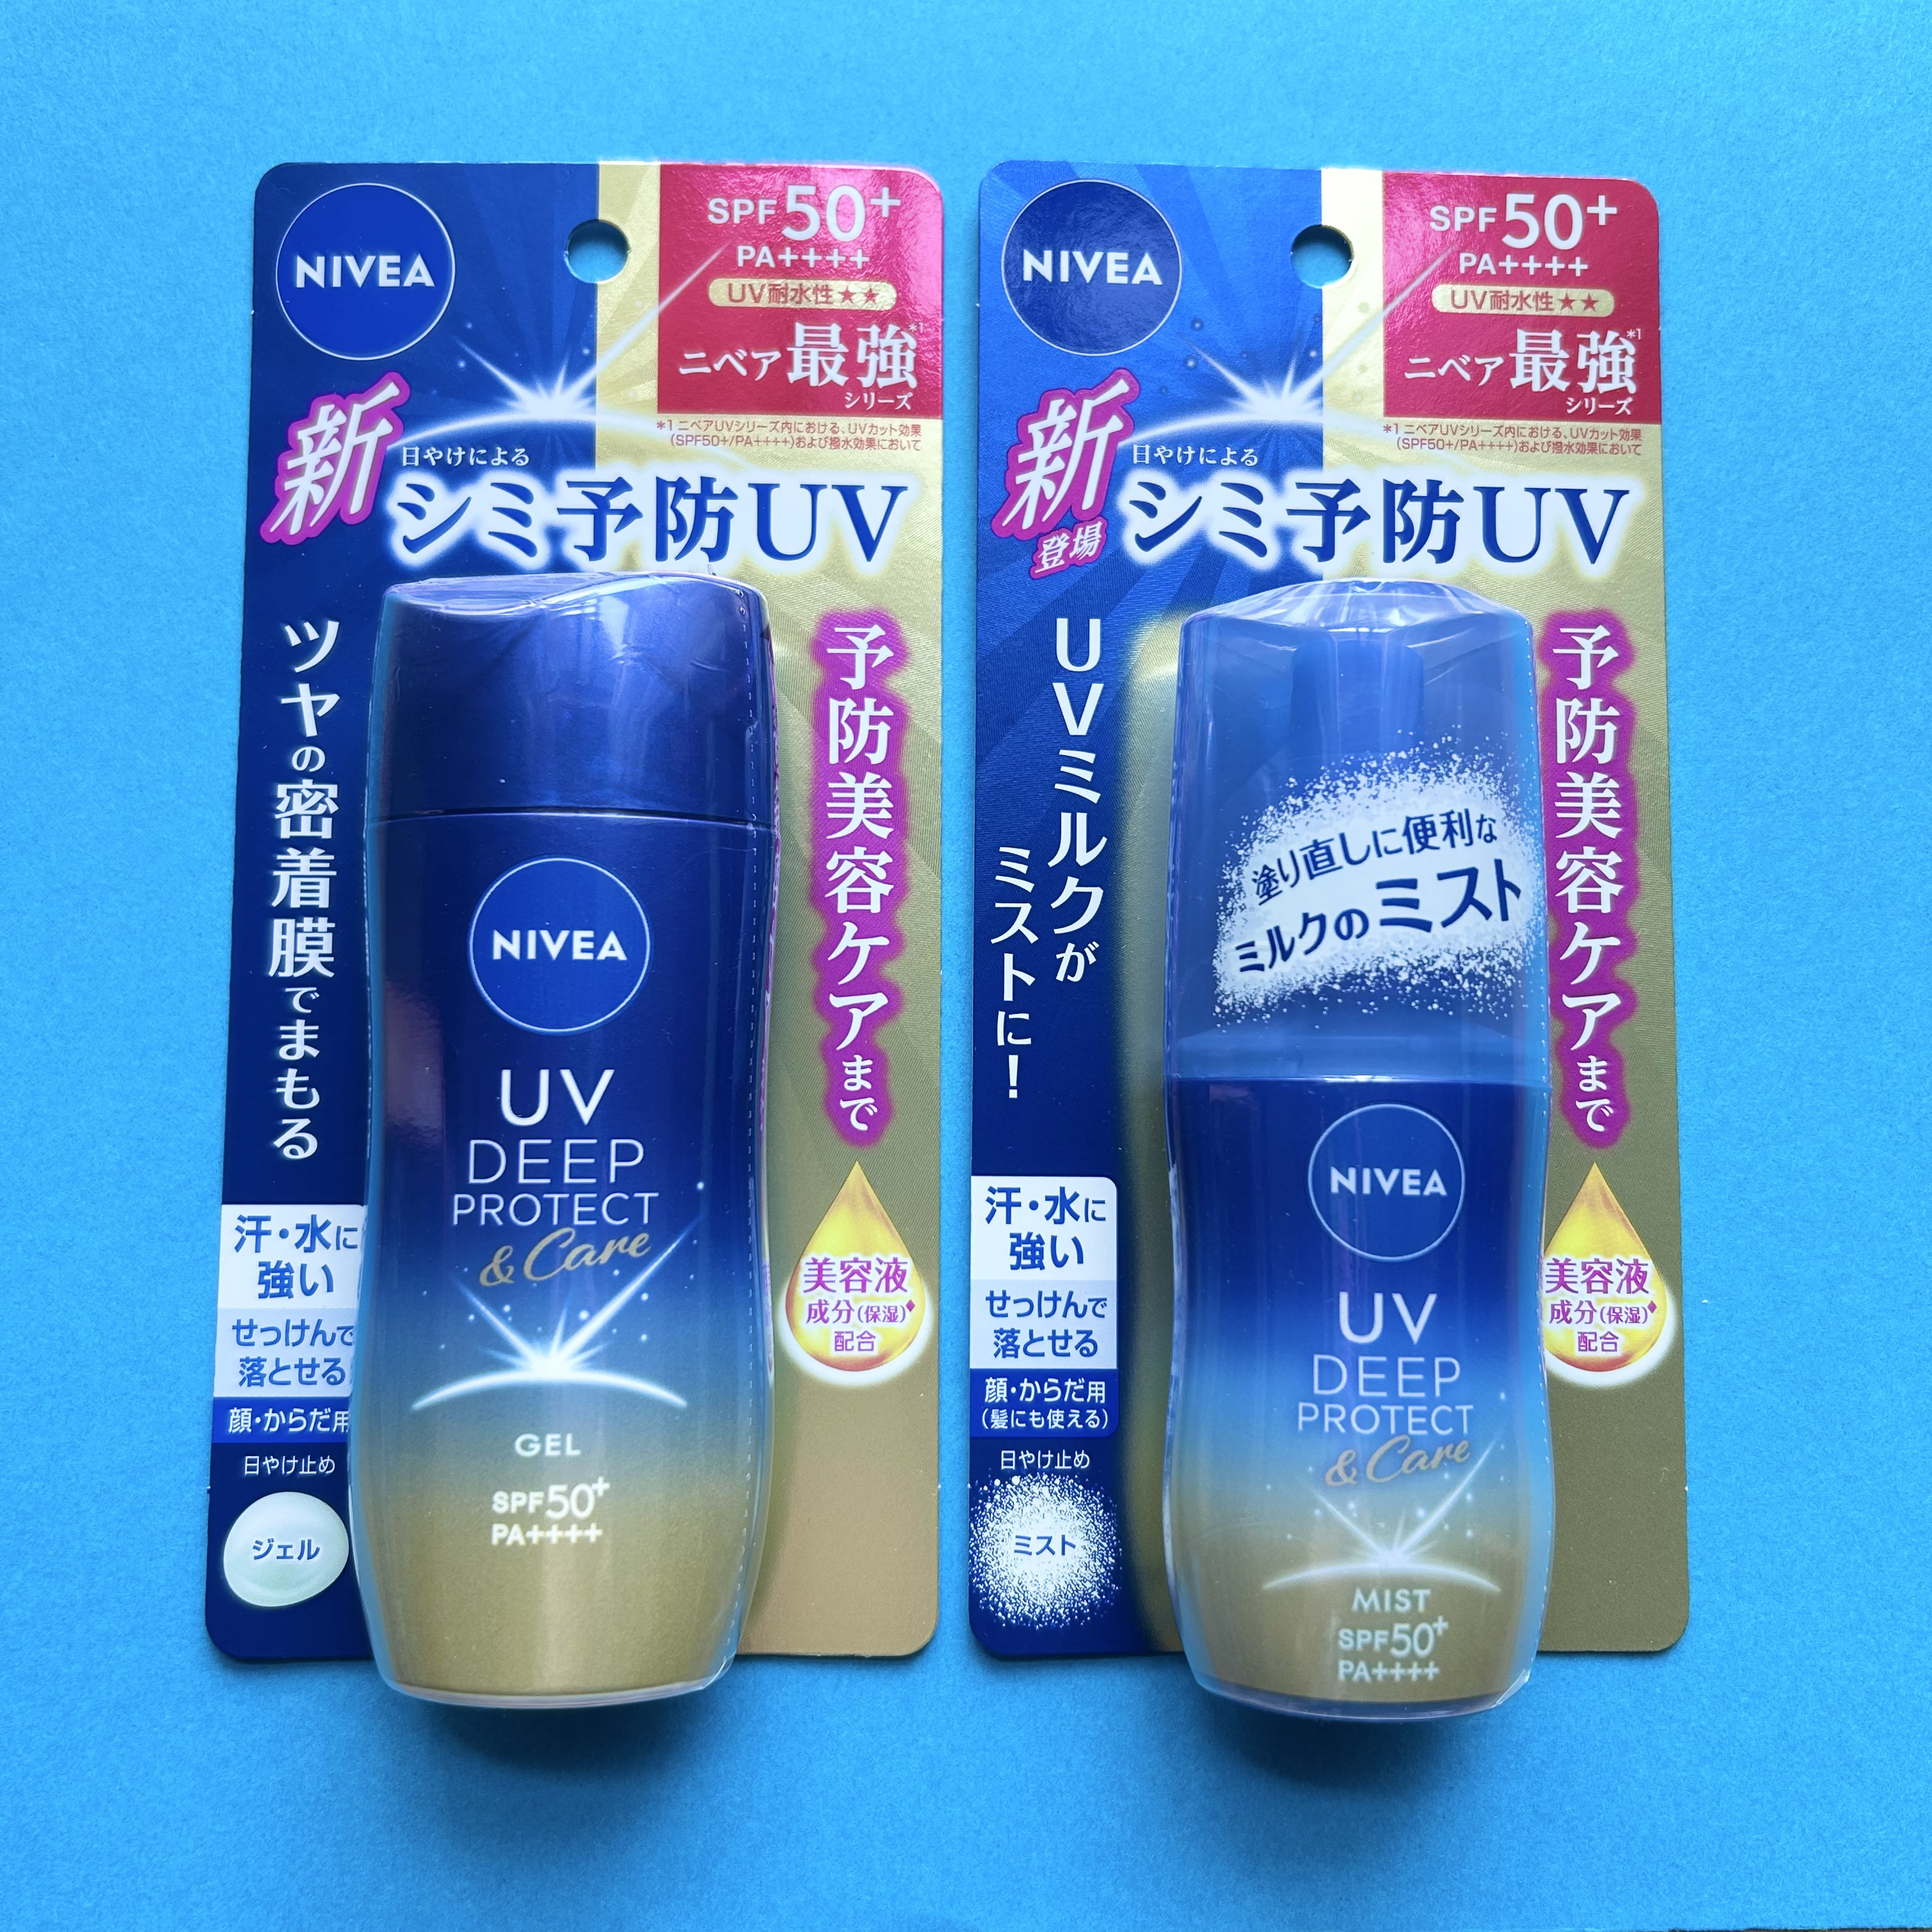 NIVEA
SPF50+
PA++++
UV耐水性★★
ニベア最強*1
シリーズ
*1 ニベアUVシリーズ内における、UVカット効果
(SPF50+/PA++++)および撥水効果において
新
日やけによる
シミ予防UV
ツヤの密着膜でまもる
予防美容ケアまで
NIVEA
UV
DEEP
PROTECT
& Care
GEL
SPF50+
PA++++
汗・水に
強い
せっけんで
落とせる
顔・からだ用
日やけ止め
ジェル
美容液
成分(保湿)♦
配合
NIVEA
SPF50+
PA++++
UV耐水性★★
ニベア最強*1
シリーズ
*1 ニベアUVシリーズ内における、UVカット効果
(SPF50+/PA++++)および撥水効果において
新
登場
日やけによる
シミ予防UV
UVミルクが
ミストに!
塗り直しに便利な
ミルクのミスト
予防美容ケアまで
NIVEA
UV
DEEP
PROTECT
& Care
MIST
SPF50+
PA++++
汗・水に
強い
せっけんで
落とせる
顔・からだ用
(髪にも使える)
日やけ止め
ミスト
美容液
成分(保湿)♦
配合